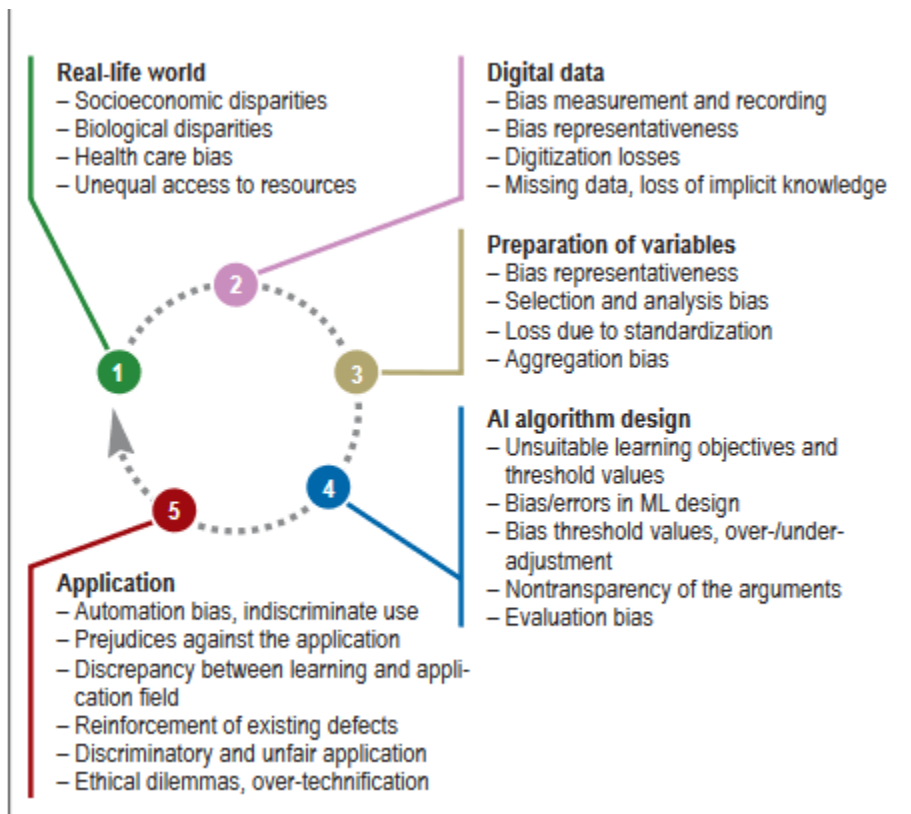 Real-life world
– Socioeconomic disparities
– Biological disparities
– Health care bias
– Unequal access to resources
Digital data
– Bias measurement and recording
– Bias representativeness
– Digitization losses
– Missing data, loss of implicit knowledge
Preparation of variables
– Bias representativeness
– Selection and analysis bias
– Loss due to standardization
– Aggregation bias
2
1
3
4
5
AI algorithm design
– Unsuitable learning objectives and
threshold values
– Bias/errors in ML design
– Bias threshold values, over-/under-
adjustment
– Nontransparency of the arguments
– Evaluation bias
Application
– Automation bias, indiscriminate use
– Prejudices against the application
– Discrepancy between learning and appli-
cation field
– Reinforcement of existing defects
– Discriminatory and unfair application
– Ethical dilemmas, over-technification